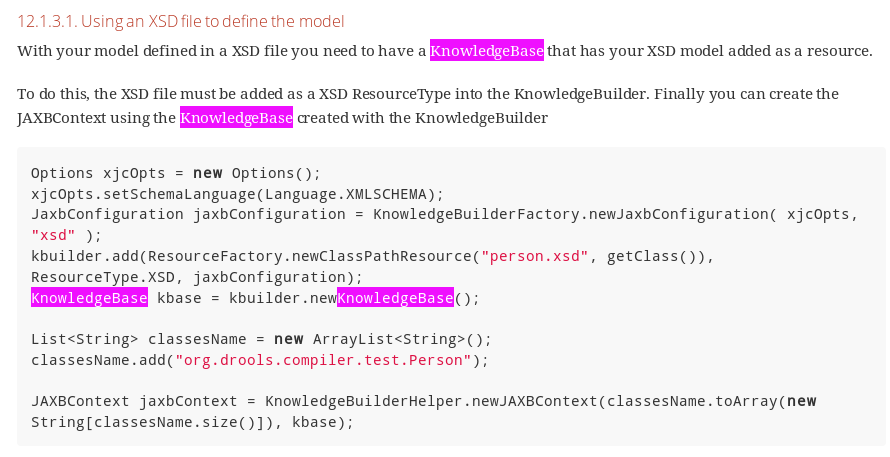 12.1.3.1. Using an XSD file to define the model
With your model defined in a XSD file you need to have a KnowledgeBase that has your XSD model added as a resource.
To do this, the XSD file must be added as a XSD ResourceType into the KnowledgeBuilder. Finally you can create the
JAXBContext using the KnowledgeBase created with the KnowledgeBuilder
Options xjcOpts = new Options();
xjcOpts.setSchemaLanguage(Language.XMLSCHEMA);
JaxbConfiguration jaxbConfiguration = KnowledgeBuilderFactory.newJaxbConfiguration( xjcOpts,
"xsd" );
kbuilder.add(ResourceFactory.newClassPathResource("person.xsd", getClass()),
ResourceType.XSD, jaxbConfiguration);
KnowledgeBase kbase = kbuilder.newKnowledgeBase();
List<String> classesName = new ArrayList<String>();
classesName.add("org.drools.compiler.test.Person");
JAXBContext jaxbContext = KnowledgeBuilderHelper.newJAXBContext(classesName.toArray(new
String[classesName.size()]), kbase);